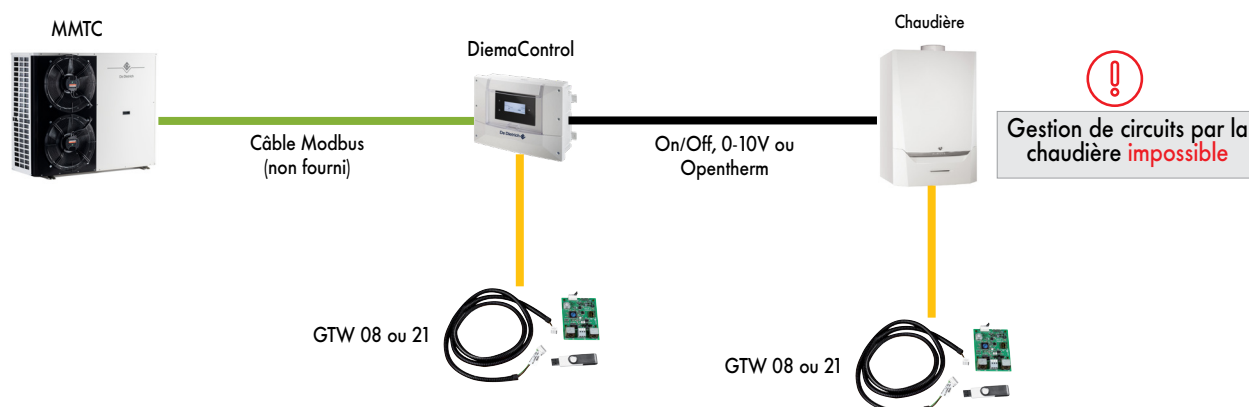 MMTC
DiemaControl
Chaudière
Câble Modbus
(non fourni)
On/Off, 0-10V ou
Opentherm
Gestion de circuits par la
chaudière impossible
GTW 08 ou 21
GTW 08 ou 21